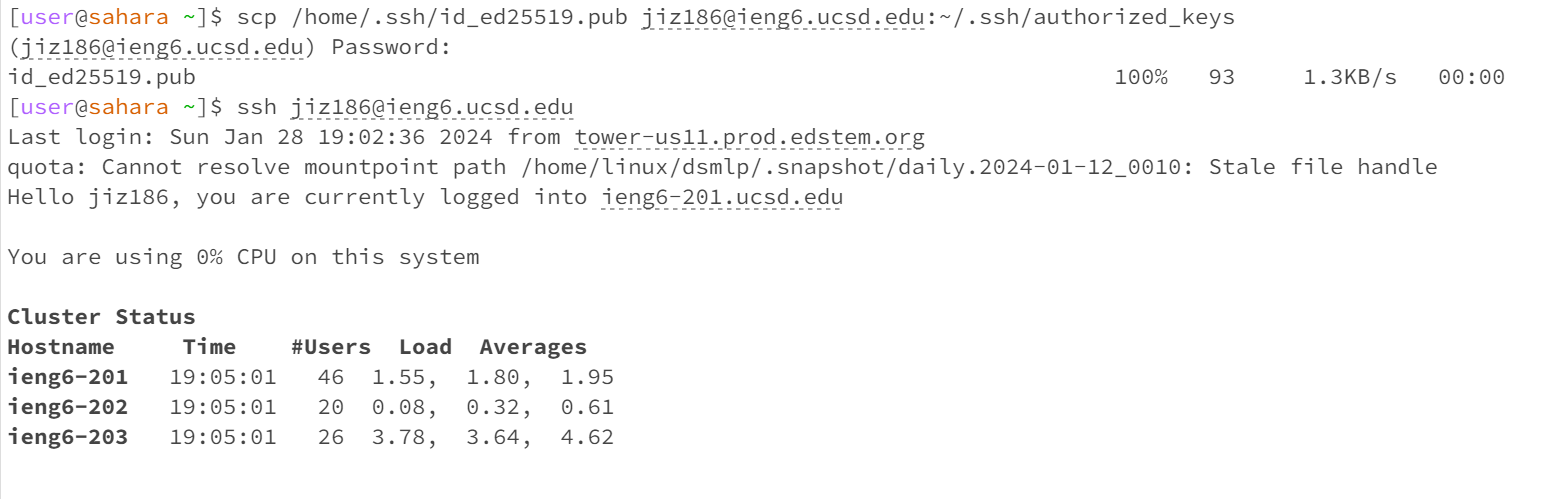 [user@sahara ~]$ scp /home/.ssh/id_ed25519.pub jiz186@ieng6.ucsd.edu:~/.ssh/authorized_keys
(jiz186@ieng6.ucsd.edu) Password:
id_ed25519.pub 100% 93 1.3KB/s 00:00
[user@sahara ~]$ ssh jiz186@ieng6.ucsd.edu
Last login: Sun Jan 28 19:02:36 2024 from tower-us11.prod.edstem.org
quota: Cannot resolve mountpoint path /home/linux/dsmlp/.snapshot/daily.2024-01-12_0010: Stale file handle
Hello jiz186, you are currently logged into ieng6-201.ucsd.edu
You are using 0% CPU on this system
Cluster Status
Hostname Time #Users Load Averages
ieng6-201 19:05:01 46 1.55, 1.80, 1.95
ieng6-202 19:05:01 20 0.08, 0.32, 0.61
ieng6-203 19:05:01 26 3.78, 3.64, 4.62